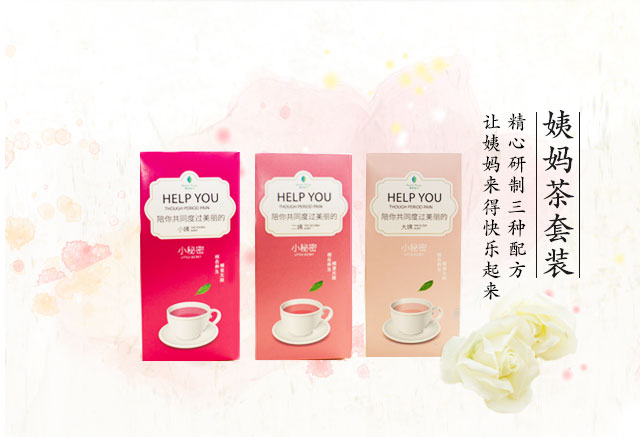 姨妈茶套装
精心研制三种配方
让姨妈来得快乐起来
HELP YOU
THOUGH PERIOD PAIN
陪你共同度过美丽的
小姨
小秘密
HELP YOU
THOUGH PERIOD PAIN
陪你共同度过美丽的
二姨
小秘密
HELP YOU
THOUGH PERIOD PAIN
陪你共同度过美丽的
大姨
小秘密